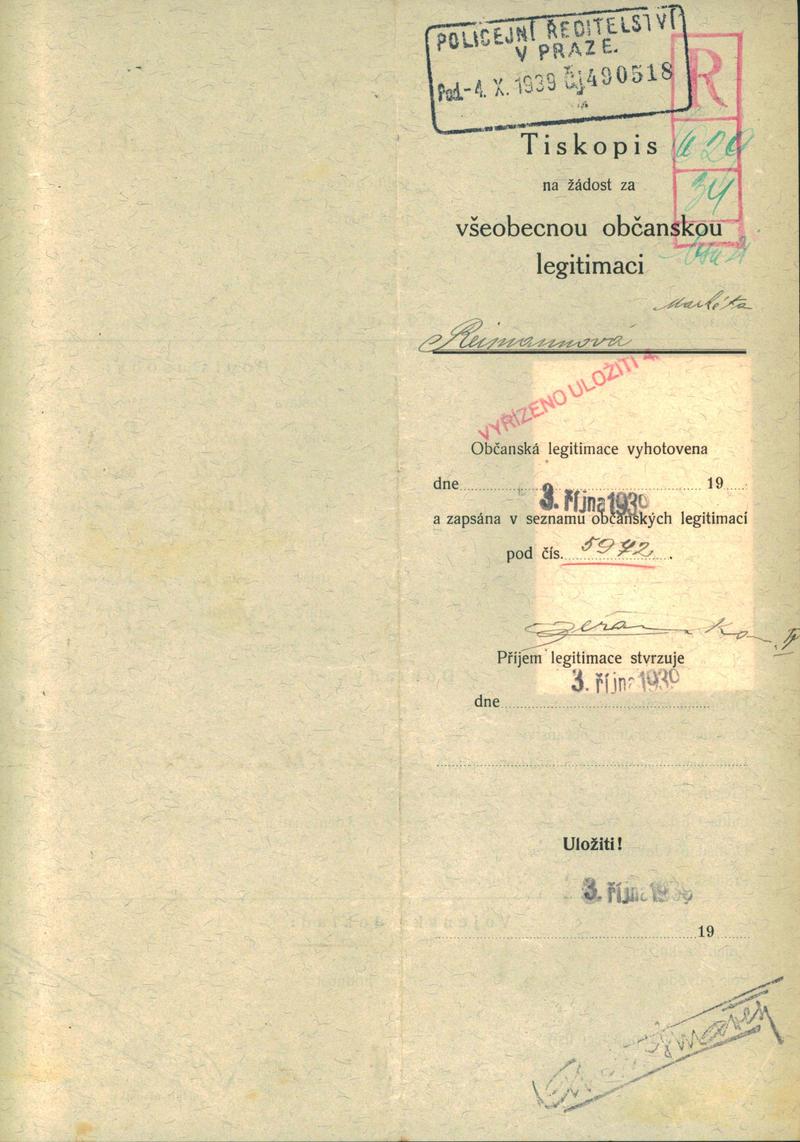 POLICEJNÍ ŘEDITELSTVÍ
V PRAZE.
Pod. -4. X. 1939 Čj 490518
R
Tiskopis
34
na žádost za
všeobecnou občanskou
legitimaci
Markéta
Reimannová
VYŘÍZENO ULOŽITI
Občanská legitimace vyhotovena
dne 19
3. října 1939
a zapsána v seznamu občanských legitimací
pod čís. 5942.
Příjem legitimace stvrzuje
3. října 1939
dne
Uložiti!
3. října 1939
19